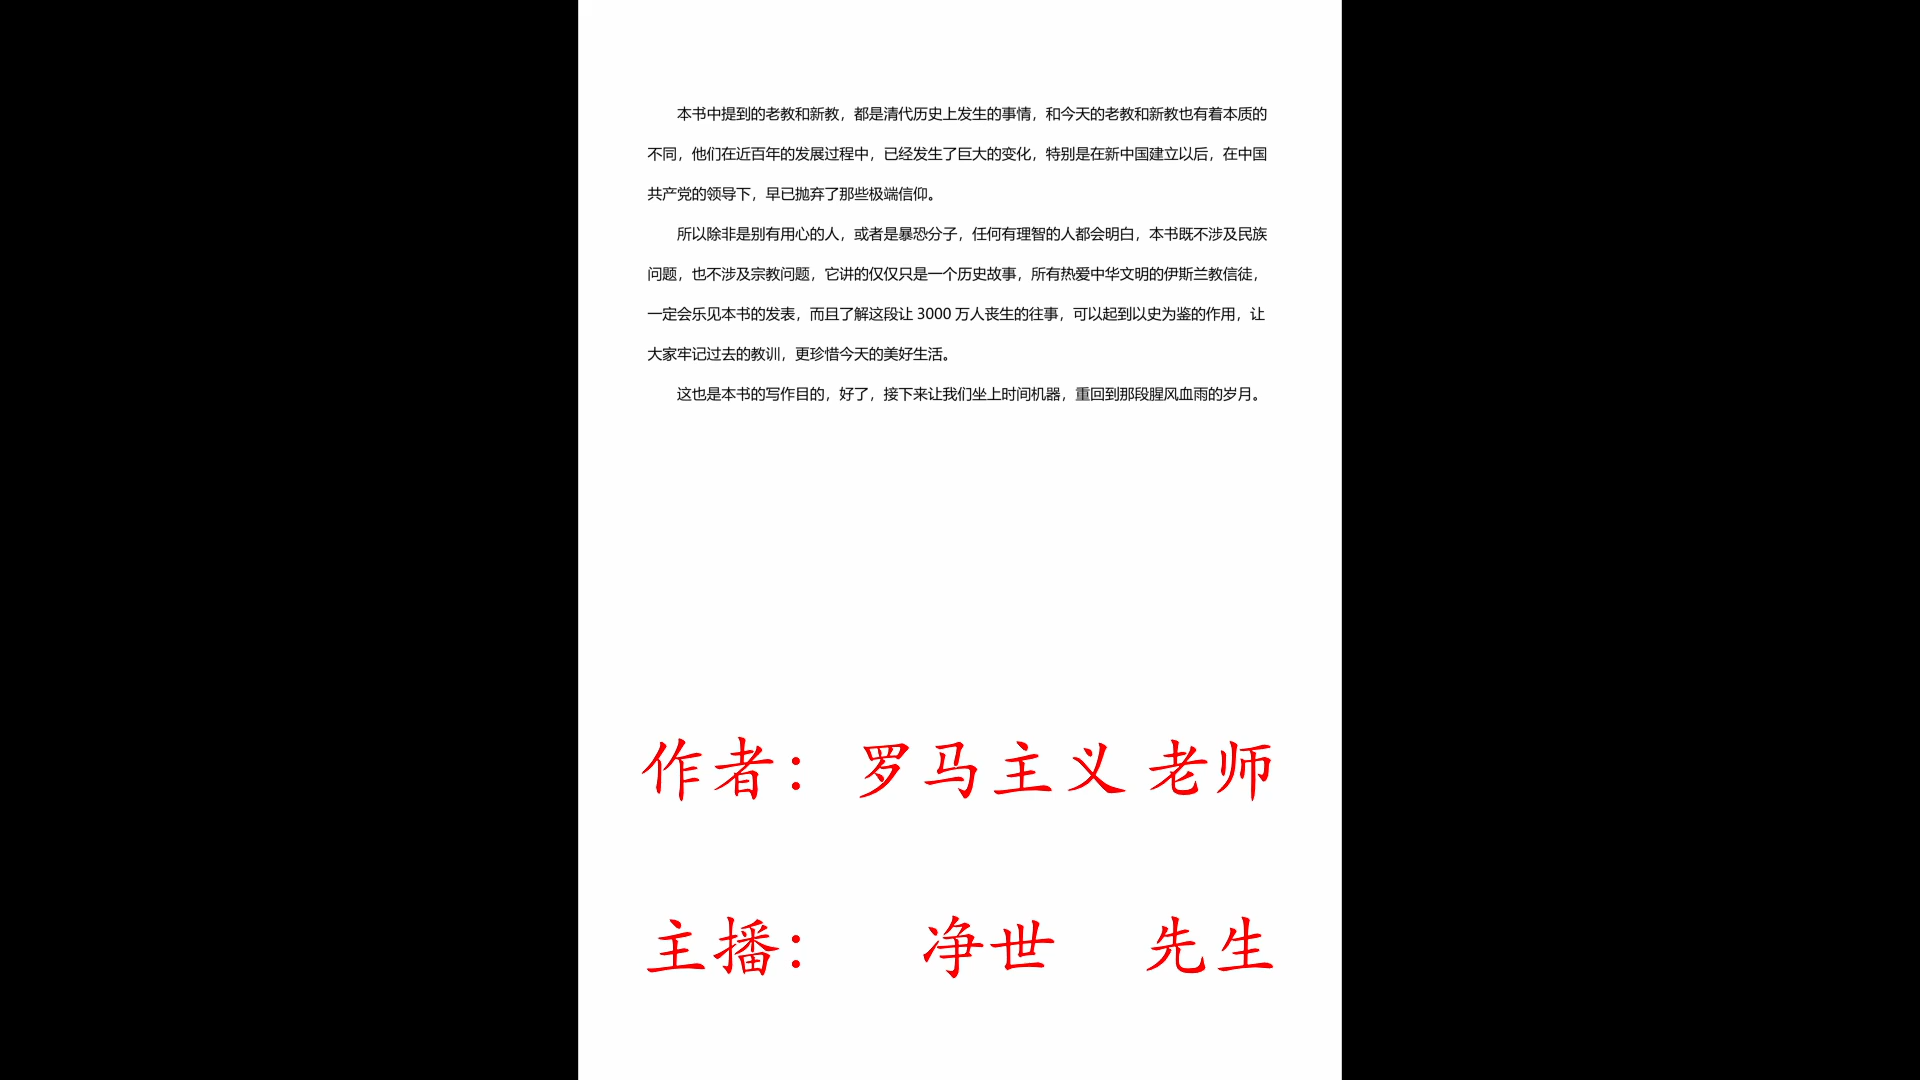 本书中提到的老教和新教，都是清代历史上发生的事情，和今天的老教和新教也有着本质的
不同，他们在近百年的发展过程中，已经发生了巨大的变化，特别是在新中国建立以后，在中国
共产党的领导下，早已抛弃了那些极端信仰。
所以除非是别有用心的人，或者是暴恐分子，任何有理智的人都会明白，本书既不涉及民族
问题，也不涉及宗教问题，它讲的仅仅只是一个历史故事，所有热爱中华文明的伊斯兰教信徒，
一定会乐见本书的发表，而且了解这段让 3000 万人丧生的往事，可以起到以史为鉴的作用，让
大家牢记过去的教训，更珍惜今天的美好生活。
这也是本书的写作目的，好了，接下来让我们坐上时间机器，重回到那段腥风血雨的岁月。
作者：罗马主义 老师
主播： 净世 先生